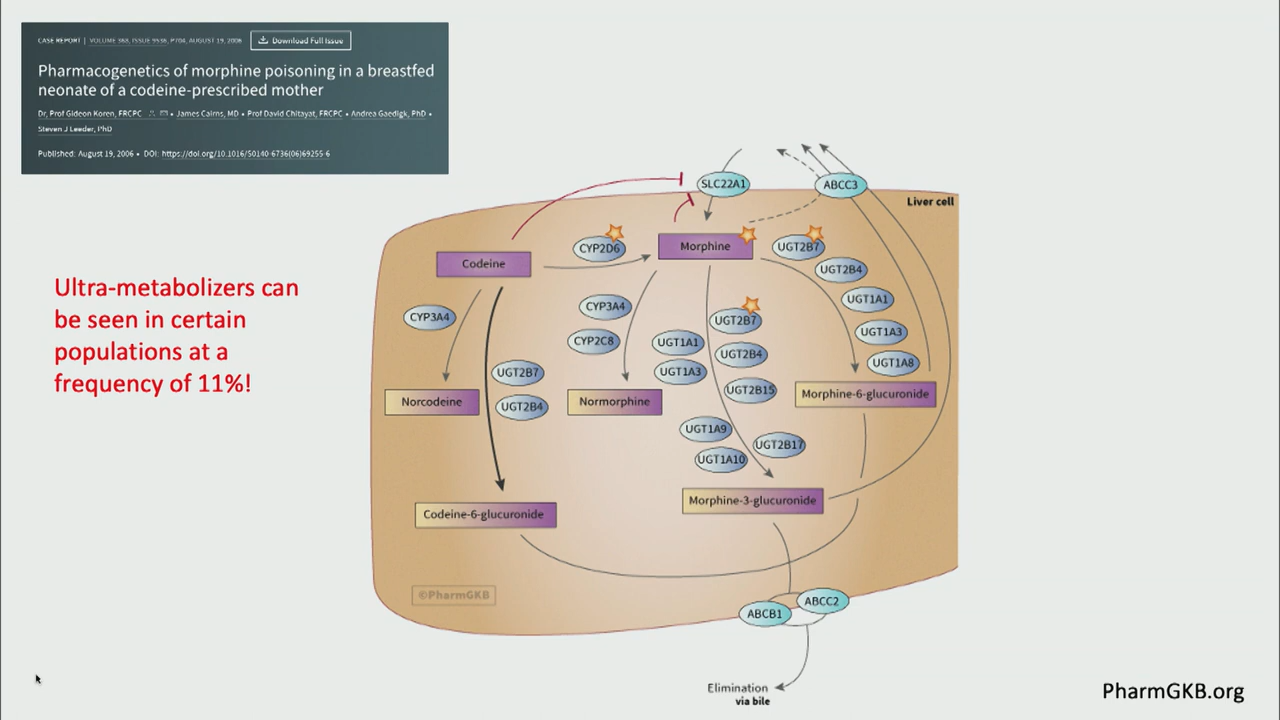 CASE REPORT | VOLUME 368, ISSUE 9536, P704, AUGUST 19, 2006
Download Full Issue
Pharmacogenetics of morphine poisoning in a breastfed
neonate of a codeine-prescribed mother
Dr, Prof Gideon Koren, FRCPC • James Cairns, MD • Prof David Chitayat, FRCPC • Andrea Gaedigk, PhD •
Steven J Leeder, PhD
Published: August 19, 2006 • DOI: https://doi.org/10.1016/S0140-6736(06)69255-6
SLC22A1
ABCC3
Liver cell
CYP2D6
Morphine
UGT2B7
Codeine
UGT2B4
CYP3A4
UGT1A1
Ultra-metabolizers can
be seen in certain
populations at a
frequency of 11%!
CYP3A4
UGT2B7
UGT1A3
CYP2C8
UGT1A1
UGT2B4
UGT1A8
UGT2B7
UGT1A3
UGT2B15
Morphine-6-glucuronide
Norcodeine
UGT2B4
Normorphine
UGT1A9
UGT2B17
UGT1A10
Morphine-3-glucuronide
Codeine-6-glucuronide
©PharmGKB
ABCB1
ABCC2
Elimination
via bile
PharmGKB.org